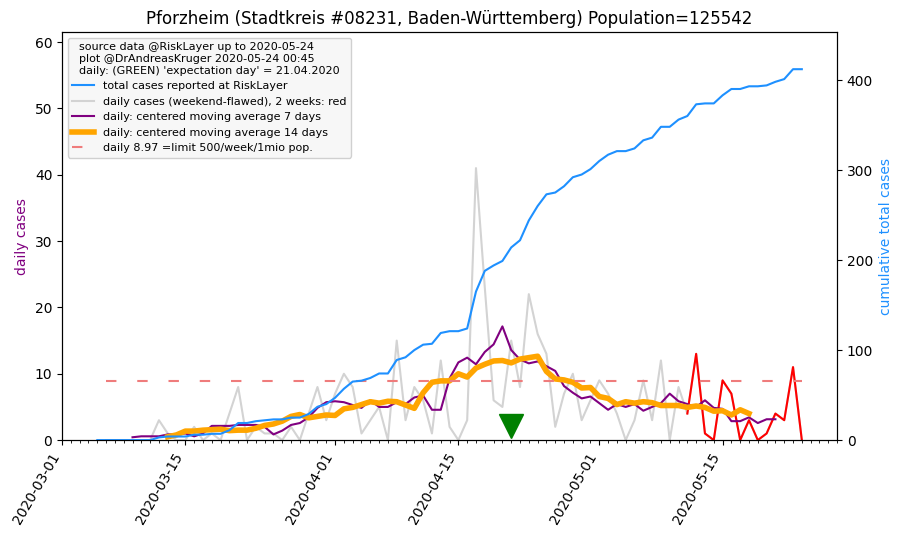 Pforzheim (Stadtkreis #08231, Baden-Württemberg) Population=125542
source data @RiskLayer up to 2020-05-24
plot @DrAndreasKruger 2020-05-24 00:45
daily: (GREEN) 'expectation day' = 21.04.2020
total cases reported at RiskLayer
daily cases (weekend-flawed), 2 weeks: red
daily: centered moving average 7 days
daily: centered moving average 14 days
daily 8.97 =limit 500/week/1mio pop.
daily cases
60
50
40
30
20
10
0
cumulative total cases
400
300
200
100
0
2020-03-01
2020-03-15
2020-04-01
2020-04-15
2020-05-01
2020-05-15